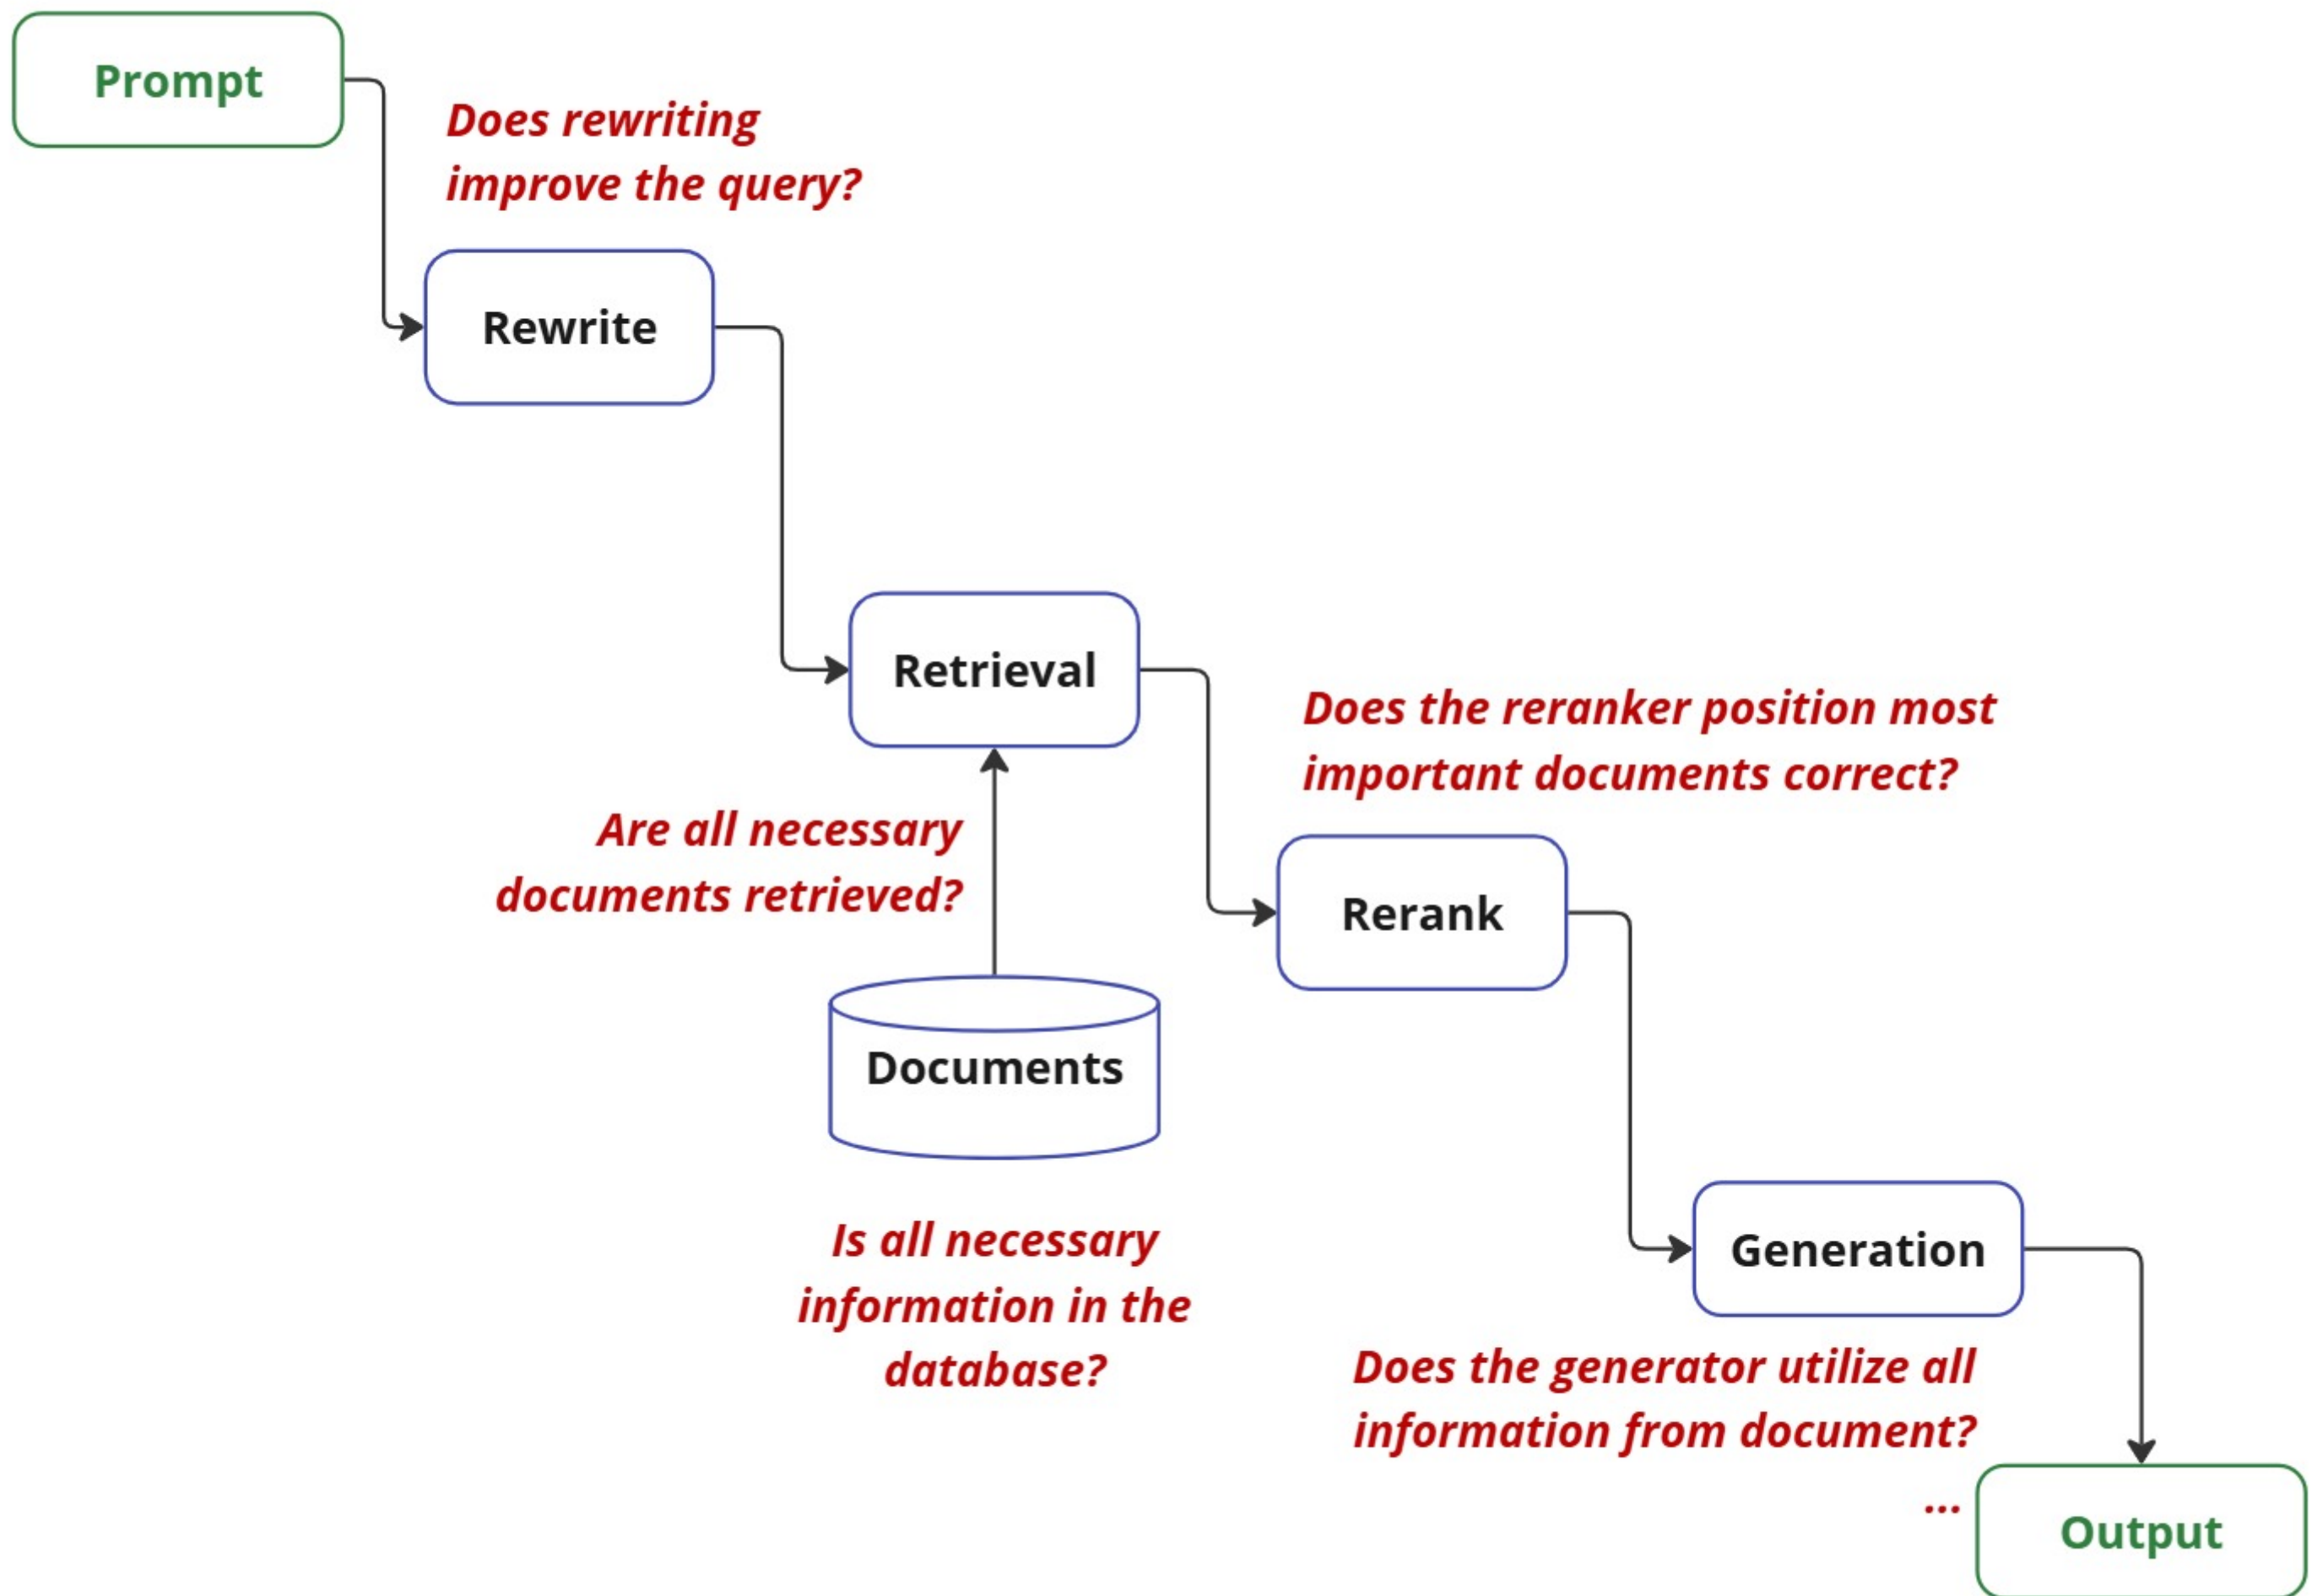 Prompt
Does rewriting
improve the query?
Rewrite
Retrieval
Does the reranker position most
important documents correct?
Are all necessary
documents retrieved?
Rerank
Documents
Is all necessary
information in the
database?
Generation
Does the generator utilize all
information from document?
...
Output